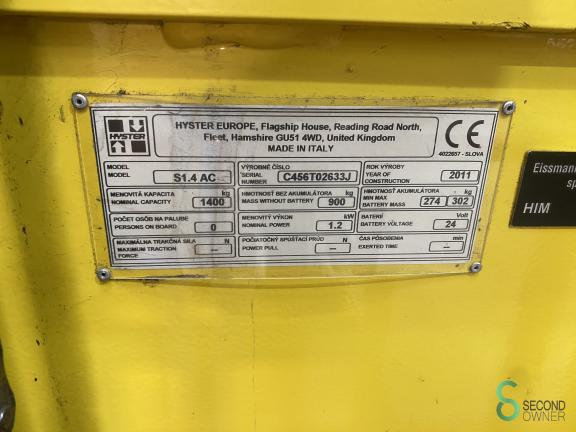 HYSTER
HYSTER EUROPE, Flagship House, Reading Road North,
Fleet, Hamshire GU51 4WD, United Kingdom
MADE IN ITALY
CE
4022657 - SLOVA
MODEL
MODEL
S1.4 AC
VÝROBNÉ ČÍSLO
SERIAL
NUMBER
C456T02633J
ROK VÝROBY
YEAR OF
CONSTRUCTION
2011
MENOVITÁ KAPACITA kg
NOMINAL CAPACITY 1400
HMOTNOSŤ BEZ AKUMULÁTORA kg
MASS WITHOUT BATTERY 900
HMOTNOSŤ AKUMULÁTORA - kg
MIN MAX
BATTERY MASS 274 302
POČET OSÔB NA PALUBE
PERSONS ON BOARD 0
MENOVITÝ VÝKON kW
NOMINAL POWER 1.2
BATÉRIÍ Volt
BATTERY VOLTAGE 24
MAXIMÁLNA TRAKČNÁ SILA N
MAXIMUM TRACTION
FORCE –
POČIATOČNÝ SPÚŠŤACÍ PRÚD N
POWER PULL –
ČAS PÔSOBENIA min
EXERTED TIME –
Eissmann
sp
HIM
SECOND
OWNER